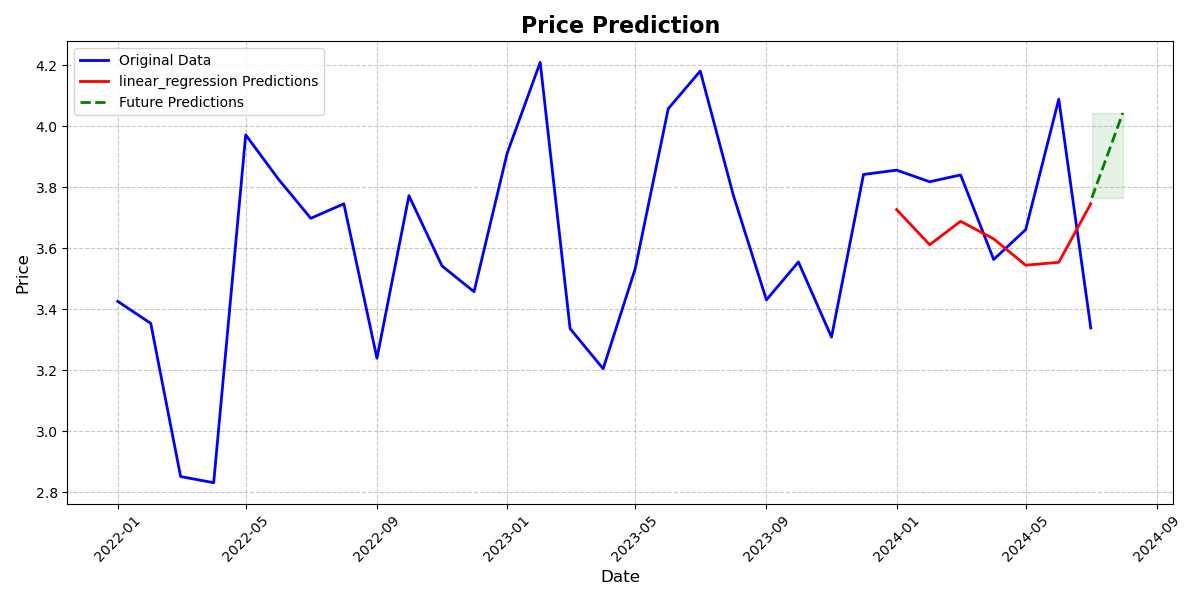 Price Prediction
Original Data
linear_regression Predictions
Future Predictions
Price
4.2
4.0
3.8
3.6
3.4
3.2
3.0
2.8
2022-01
2022-05
2022-09
2023-01
2023-05
2023-09
2024-01
2024-05
2024-09
Date